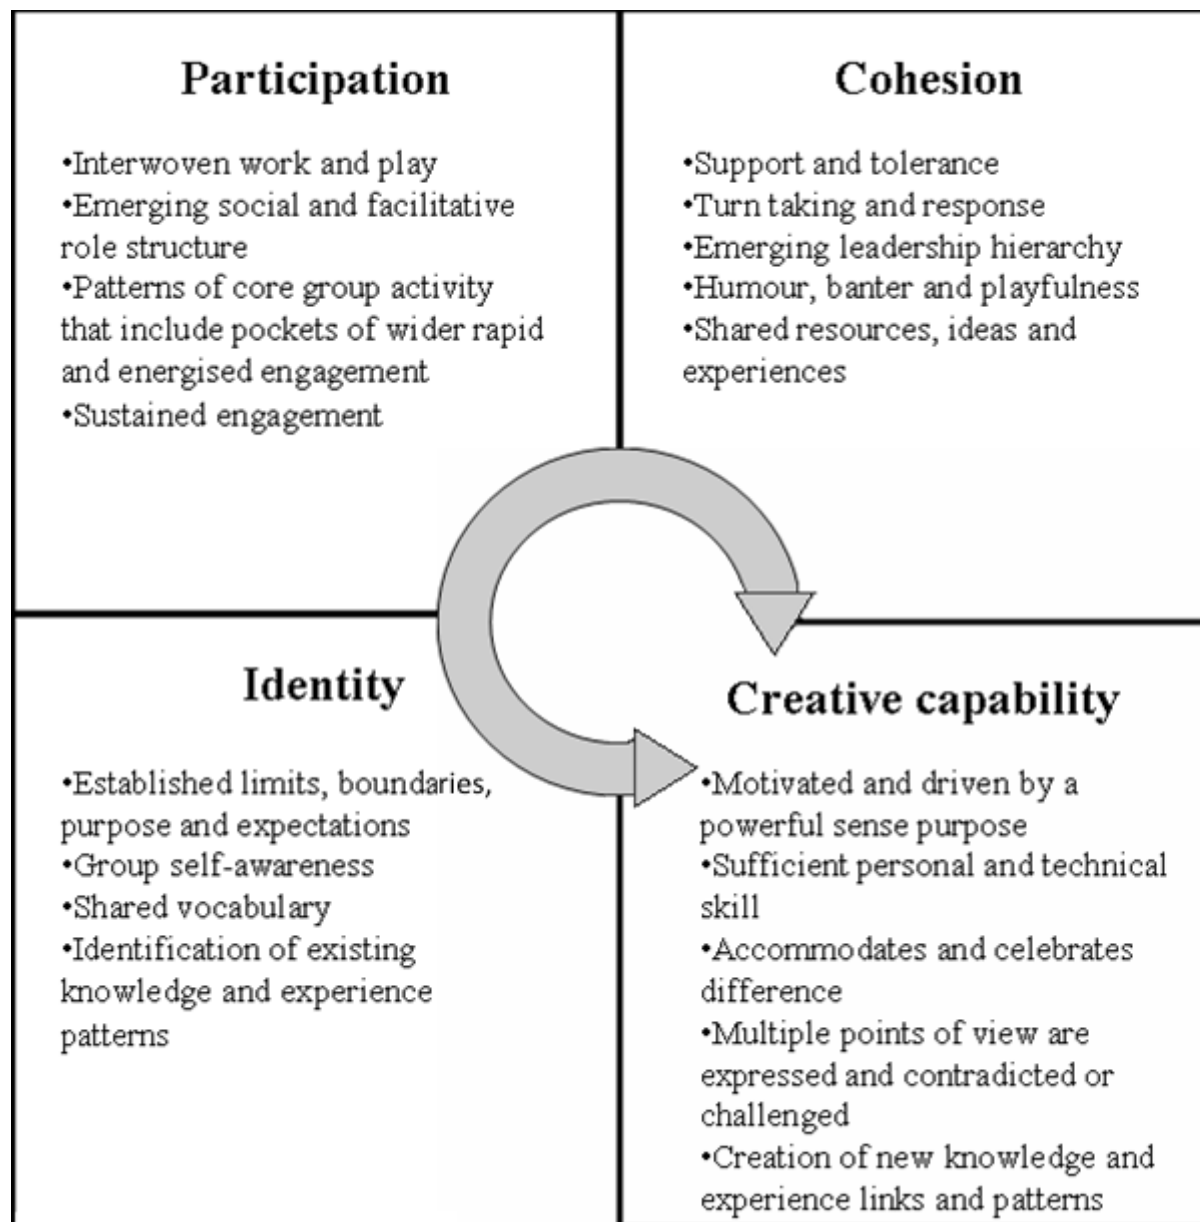 Participation
•Interwoven work and play
•Emerging social and facilitative
role structure
•Patterns of core group activity
that include pockets of wider rapid
and energised engagement
•Sustained engagement
Cohesion
•Support and tolerance
•Turn taking and response
•Emerging leadership hierarchy
•Humour, banter and playfulness
•Shared resources, ideas and
experiences
Identity
•Established limits, boundaries,
purpose and expectations
•Group self-awareness
•Shared vocabulary
•Identification of existing
knowledge and experience
patterns
Creative capability
•Motivated and driven by a
powerful sense purpose
•Sufficient personal and technical
skill
•Accommodates and celebrates
difference
•Multiple points of view are
expressed and contradicted or
challenged
•Creation of new knowledge and
experience links and patterns